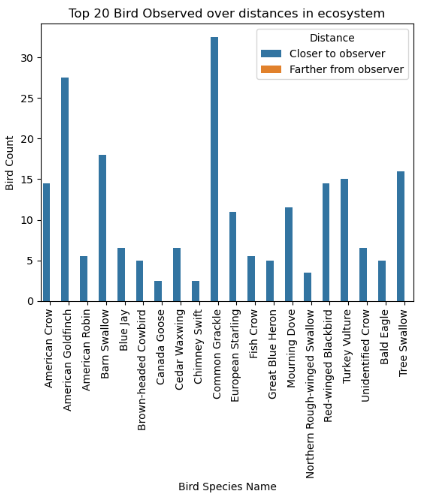 Top 20 Bird Observed over distances in ecosystem
Distance
Closer to observer
Farther from observer
Bird Count
30
25
20
15
10
5
0
American Crow
American Goldfinch
American Robin
Barn Swallow
Blue Jay
Brown-headed Cowbird
Canada Goose
Cedar Waxwing
Chimney Swift
Common Grackle
European Starling
Fish Crow
Great Blue Heron
Mourning Dove
Northern Rough-winged Swallow
Red-winged Blackbird
Turkey Vulture
Unidentified Crow
Bald Eagle
Tree Swallow
Bird Species Name